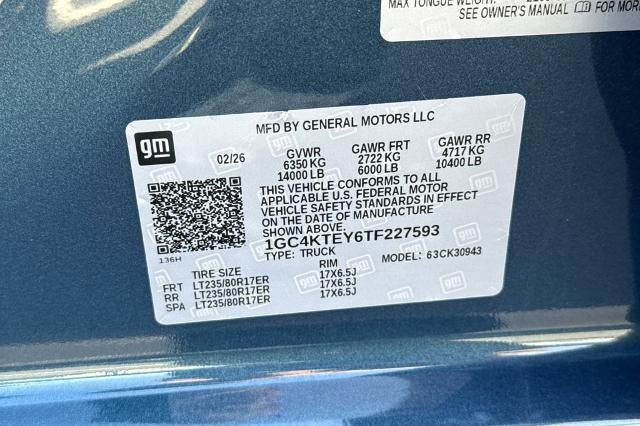 MAX TONGUE WEIGHT:
SEE OWNER'S MANUAL FOR MORE
MFD BY GENERAL MOTORS LLC
gm
02/26 GVWR GAWR FRT GAWR RR
6350 KG 2722 KG 4717 KG
14000 LB 6000 LB 10400 LB
THIS VEHICLE CONFORMS TO ALL
APPLICABLE U.S. FEDERAL MOTOR
VEHICLE SAFETY STANDARDS IN EFFECT
ON THE DATE OF MANUFACTURE
SHOWN ABOVE.
1GC4KTEY6TF227593
136H
TYPE: TRUCK MODEL: 63CK30943
TIRE SIZE RIM
FRT LT235/80R17ER 17X6.5J
RR LT235/80R17ER 17X6.5J
SPA LT235/80R17ER 17X6.5J